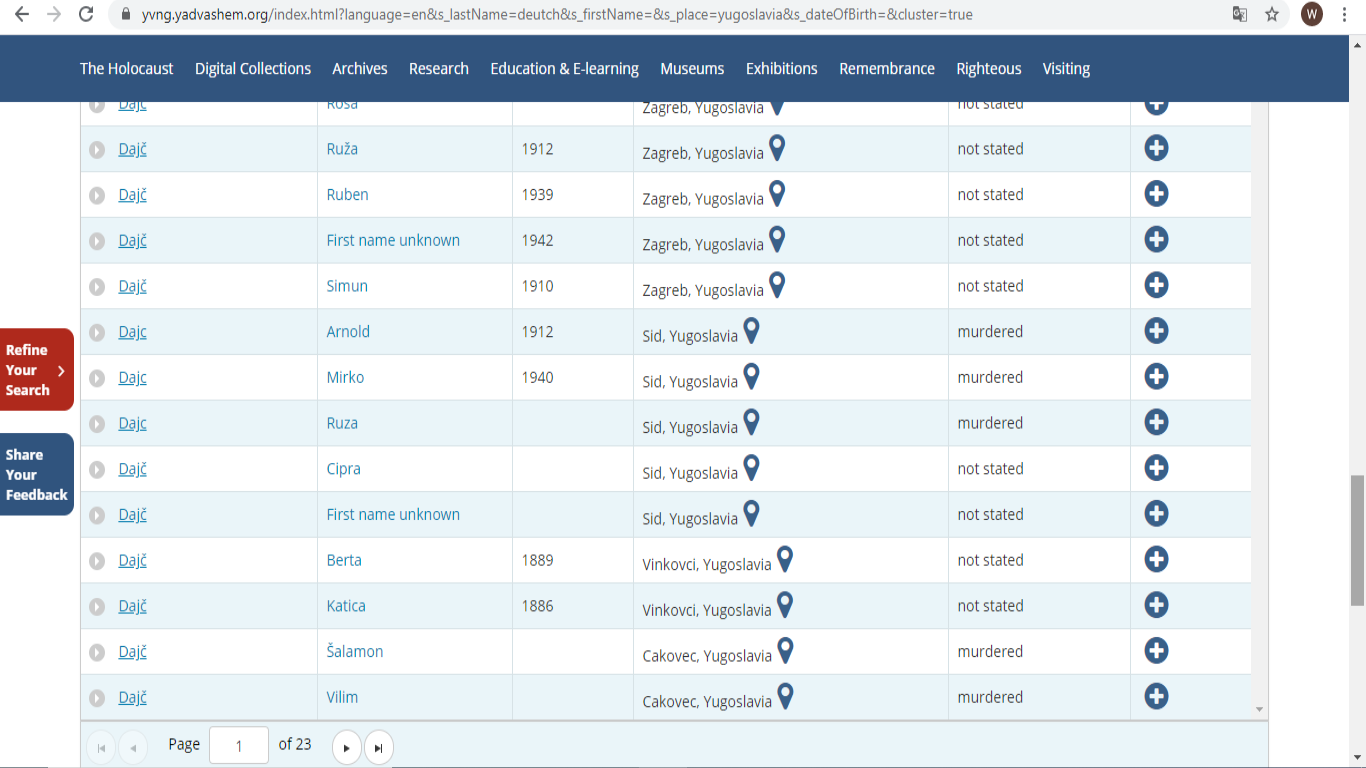 yvng.yadvashem.org/index.html?language=en&s_lastName=deutch&s_firstName=&s_place=yugoslavia&s_dateOfBirth=&cluster=true W
The Holocaust Digital Collections Archives Research Education & E-learning Museums Exhibitions Remembrance Righteous Visiting
Dajč Rosa Zagreb, Yugoslavia not stated
Dajč Ruža 1912 Zagreb, Yugoslavia not stated
Dajč Ruben 1939 Zagreb, Yugoslavia not stated
Dajč First name unknown 1942 Zagreb, Yugoslavia not stated
Dajč Simun 1910 Zagreb, Yugoslavia not stated
Dajc Arnold 1912 Sid, Yugoslavia murdered
Dajc Mirko 1940 Sid, Yugoslavia murdered
Dajc Ruza Sid, Yugoslavia murdered
Dajč Cipra Sid, Yugoslavia not stated
Dajč First name unknown Sid, Yugoslavia not stated
Dajč Berta 1889 Vinkovci, Yugoslavia not stated
Dajč Katica 1886 Vinkovci, Yugoslavia not stated
Dajč Šalamon Cakovec, Yugoslavia murdered
Dajč Vilim Cakovec, Yugoslavia murdered
Page 1 of 23
Refine
Your
Search
Share
Your
Feedback